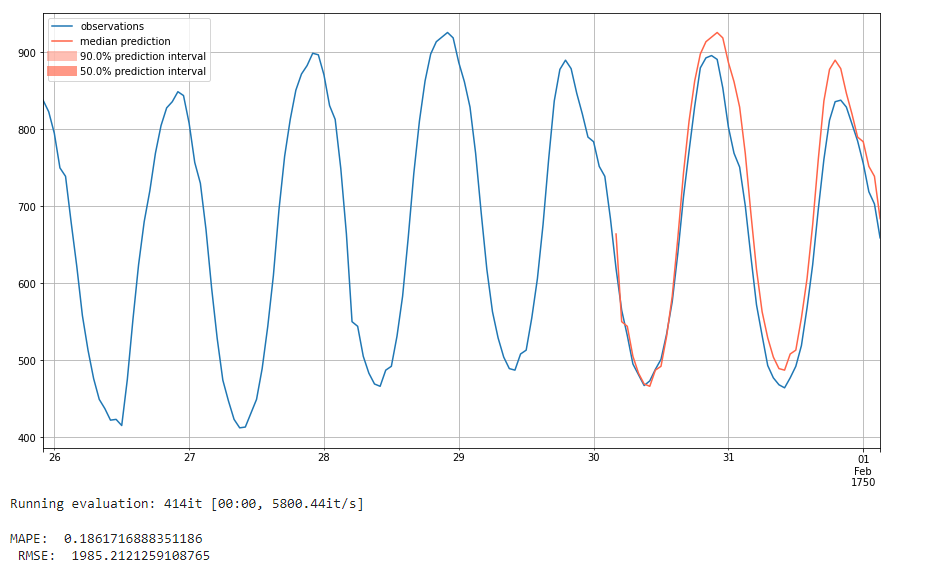 observations
median prediction
90.0% prediction interval
50.0% prediction interval
900
800
700
600
500
400
26 27 28 29 30 31 01
Feb
1750
Running evaluation: 414it [00:00, 5800.44it/s]
MAPE: 0.1861716888351186
RMSE: 1985.2121259108765